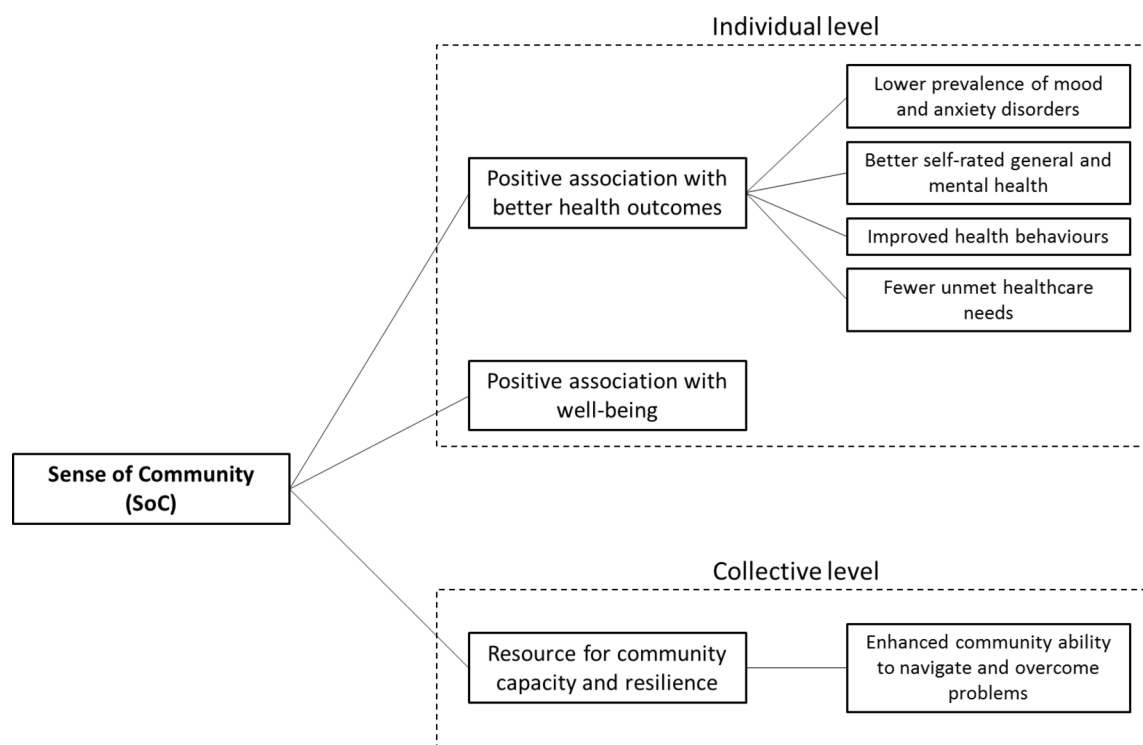 Individual level
Lower prevalence of mood
and anxiety disorders
Better self-rated general and
mental health
Positive association with
better health outcomes
Improved health behaviours
Fewer unmet healthcare
needs
Positive association with
well-being
Sense of Community
(SoC)
Collective level
Resource for community
capacity and resilience
Enhanced community ability
to navigate and overcome
problems